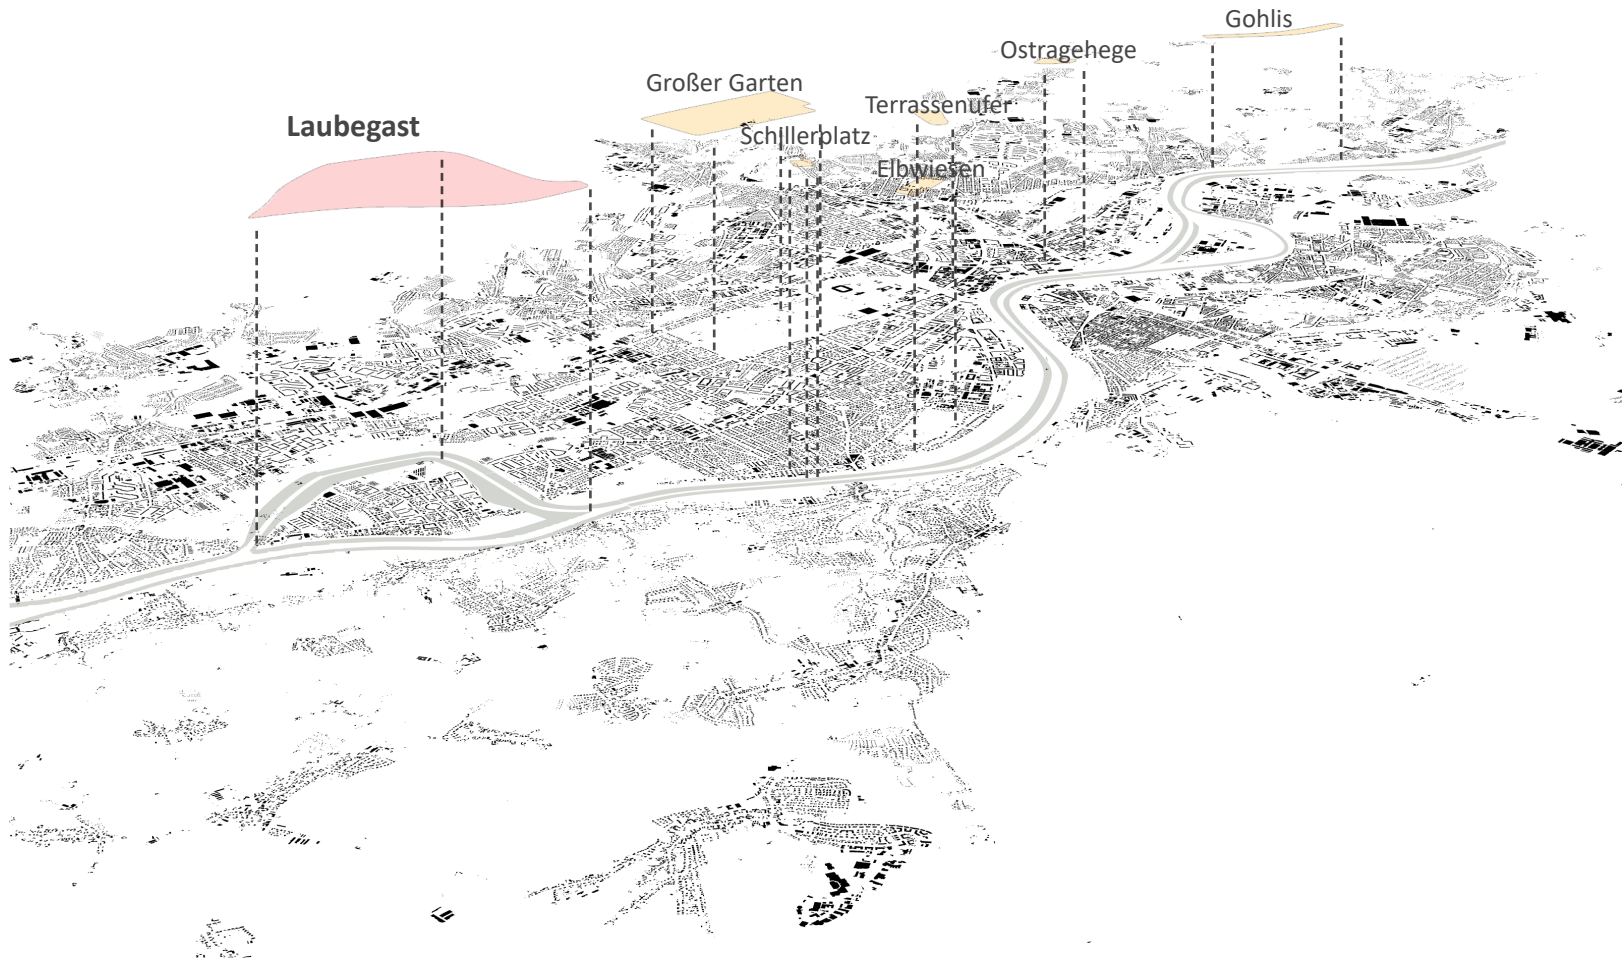 Gohlis
Ostragehege
Großer Garten
Terrassenufer
Laubegast
Schillerplatz
Elbwiesen